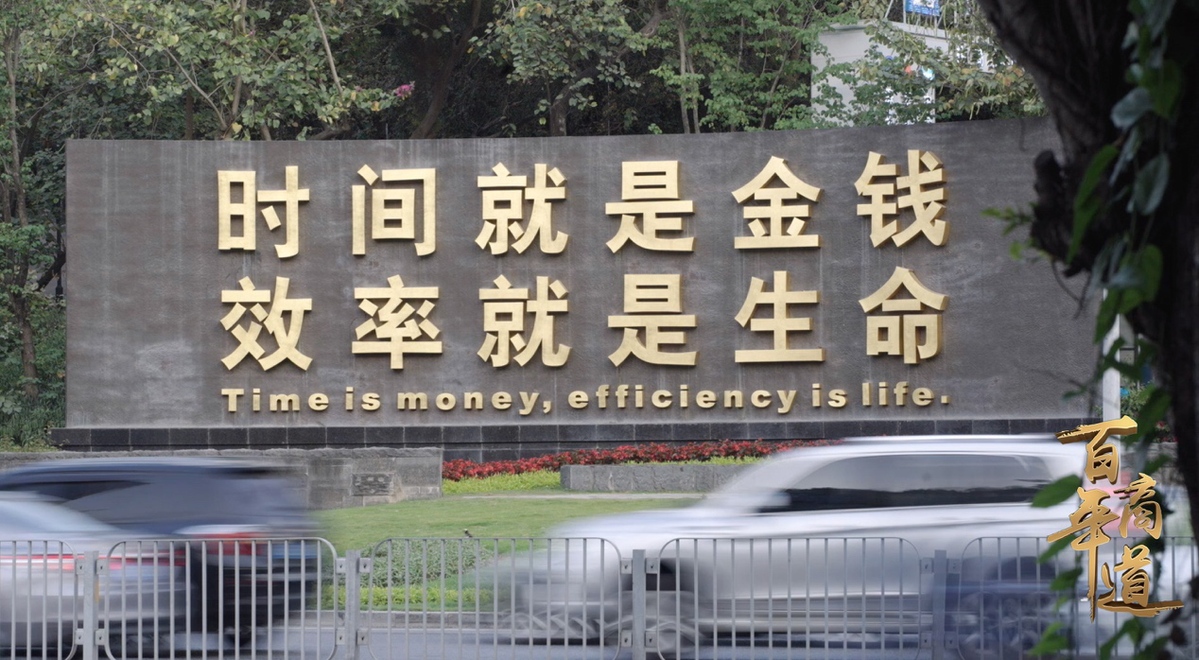 时间就是金钱
效率就是生命
Time is money, efficiency is life.
百年商道